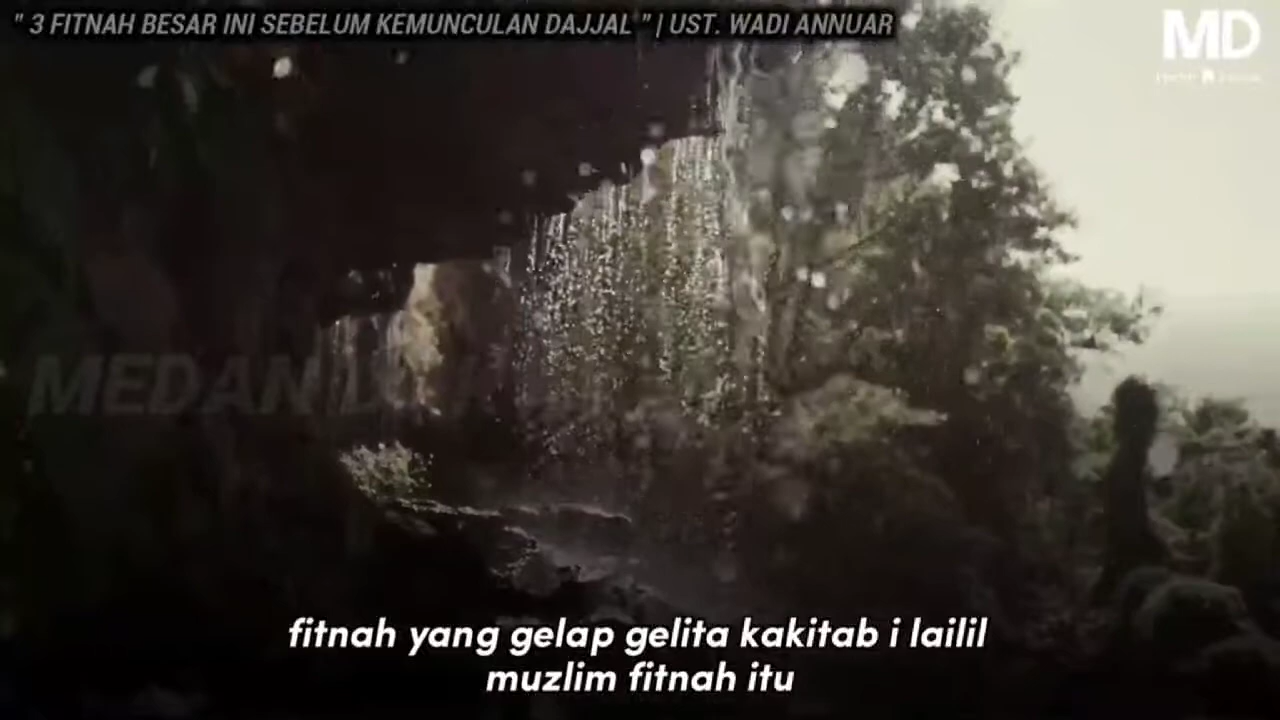 " 3 FITNAH BESAR INI SEBELUM KEMUNCULAN DAJJAL " | UST. WADI ANNUAR
MD
MEDAN
fitnah yang gelap gelita kakitab i lailil
muzlim fitnah itu